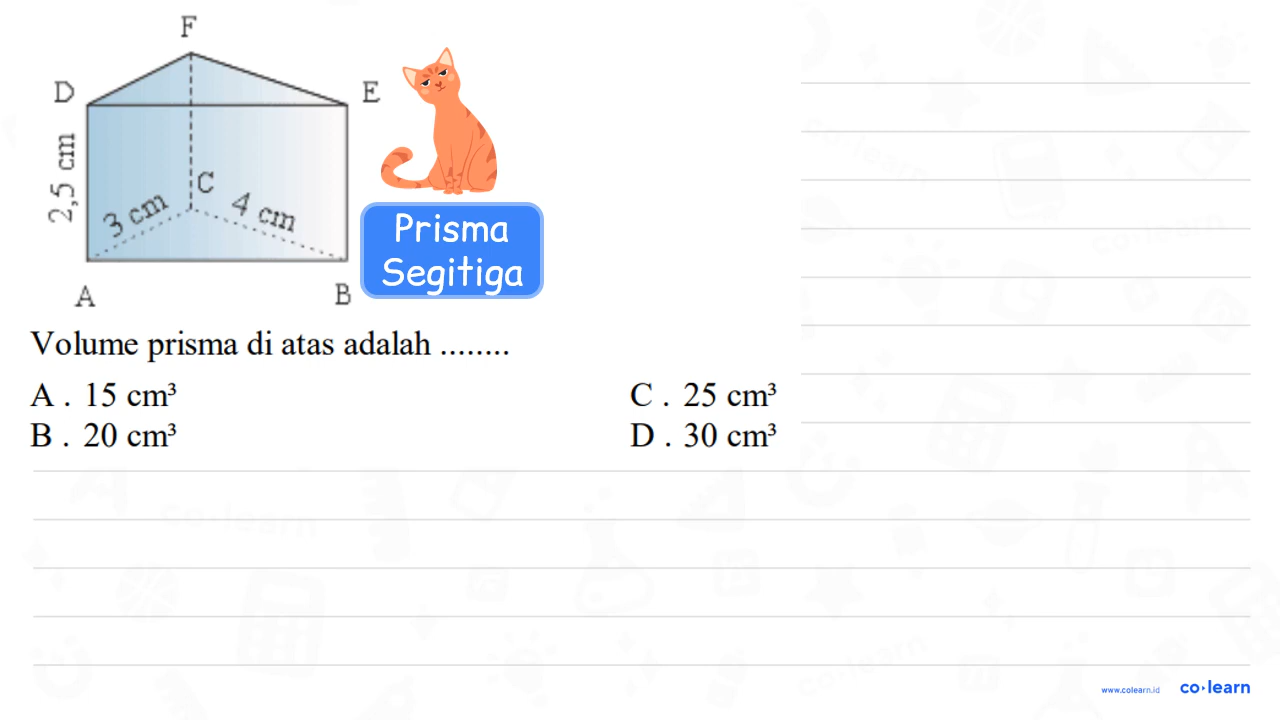 F
D
E
2,5 cm
3 cm
C
4 cm
A
B
Prisma
Segitiga
Volume prisma di atas adalah ........
A . 15 cm³
C . 25 cm³
B . 20 cm³
D . 30 cm³
www.colearn.id
co·learn